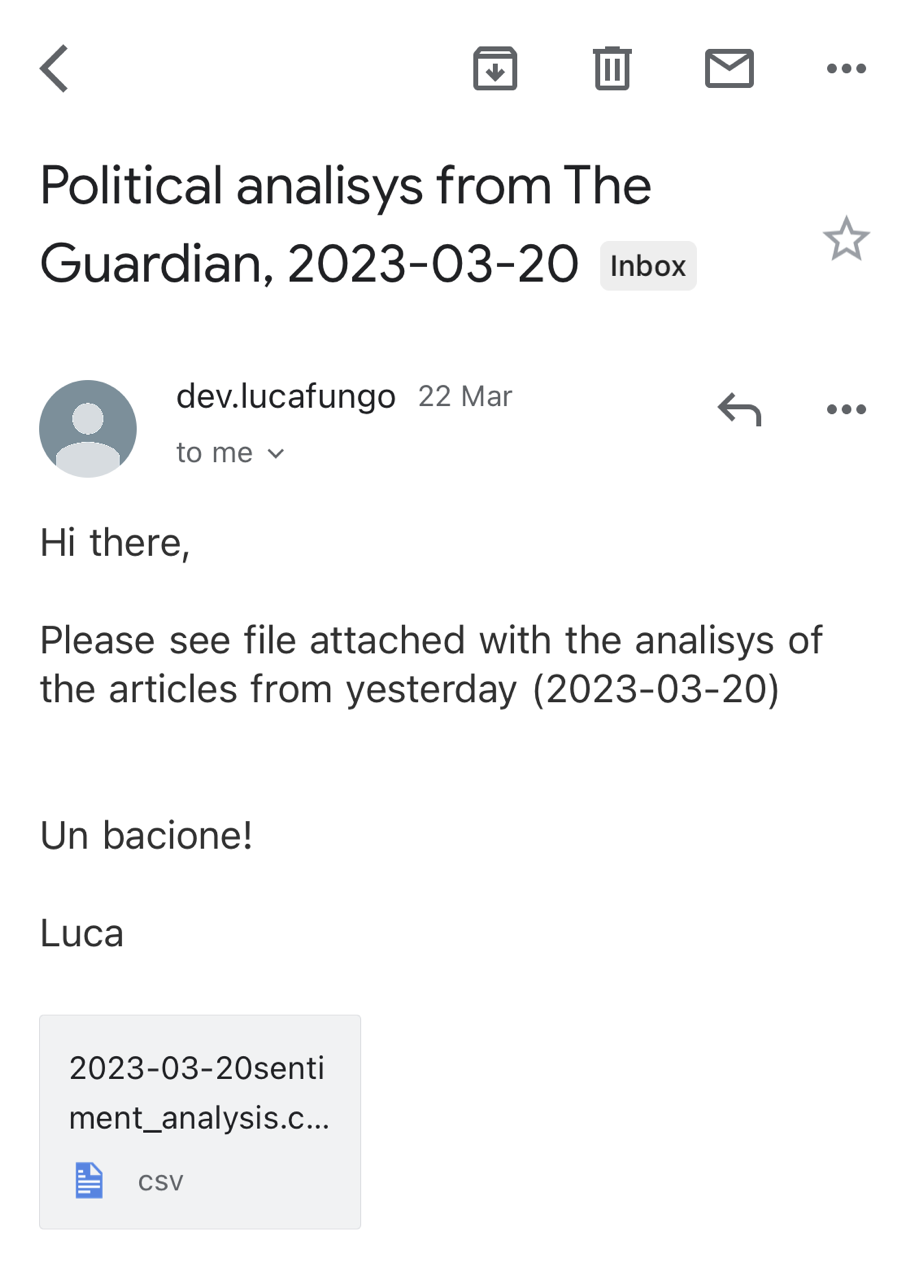 Political analisys from The
Guardian, 2023-03-20 Inbox
dev.lucafungo 22 Mar
to me
Hi there,
Please see file attached with the analisys of
the articles from yesterday (2023-03-20)
Un bacione!
Luca
2023-03-20senti
ment_analysis.c...
csv